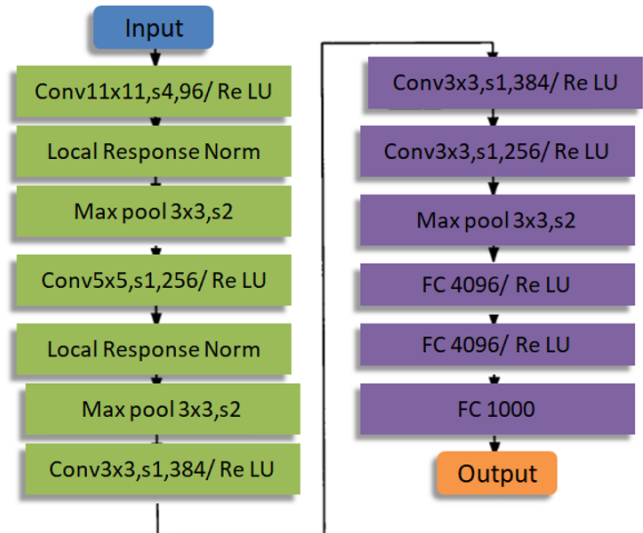 Input
Conv11x11,s4,96/ Re LU
Local Response Norm
Max pool 3x3,s2
Conv5x5,s1,256/ Re LU
Local Response Norm
Max pool 3x3,s2
Conv3x3,s1,384/ Re LU
Conv3x3,s1,384/ Re LU
Conv3x3,s1,256/ Re LU
Max pool 3x3,s2
FC 4096/ Re LU
FC 4096/ Re LU
FC 1000
Output